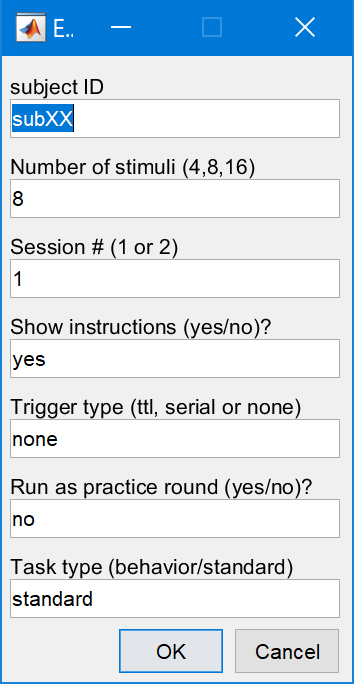 E..
subject ID
subXX
Number of stimuli (4,8,16)
8
Session # (1 or 2)
1
Show instructions (yes/no)?
yes
Trigger type (ttl, serial or none)
none
Run as practice round (yes/no)?
no
Task type (behavior/standard)
standard
OK Cancel